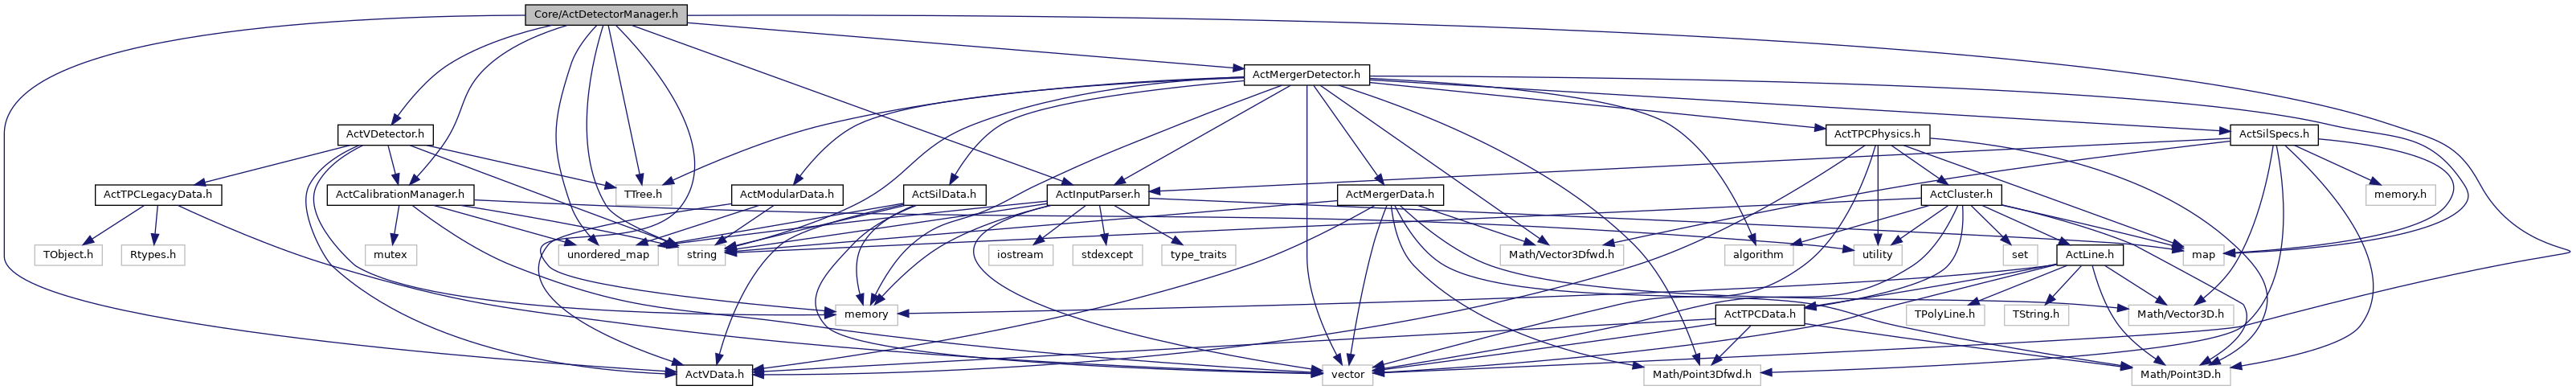 Core/ActDetectorManager.h
ActMergerDetector.h
ActVDetector.h
ActTPCPhysics.h
ActSilSpecs.h
ActTPCLegacyData.h
ActCalibrationManager.h
TTree.h
ActModularData.h
ActSilData.h
ActInputParser.h
ActMergerData.h
ActCluster.h
memory.h
TObject.h
Rtypes.h
mutex
unordered_map
string
iostream
stdexcept
type_traits
Math/Vector3Dfwd.h
algorithm
utility
set
ActLine.h
map
memory
ActTPCData.h
TPolyLine.h
TString.h
Math/Vector3D.h
ActVData.h
vector
Math/Point3Dfwd.h
Math/Point3D.h